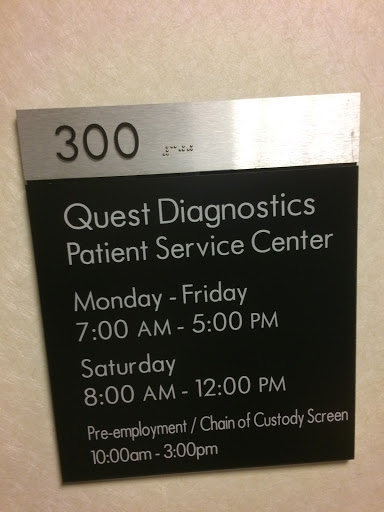 300
Quest Diagnostics
Patient Service Center
Monday - Friday
7:00 AM - 5:00 PM
Saturday
8:00 AM - 12:00 PM
Pre-employment / Chain of Custody Screen
10:00am - 3:00pm